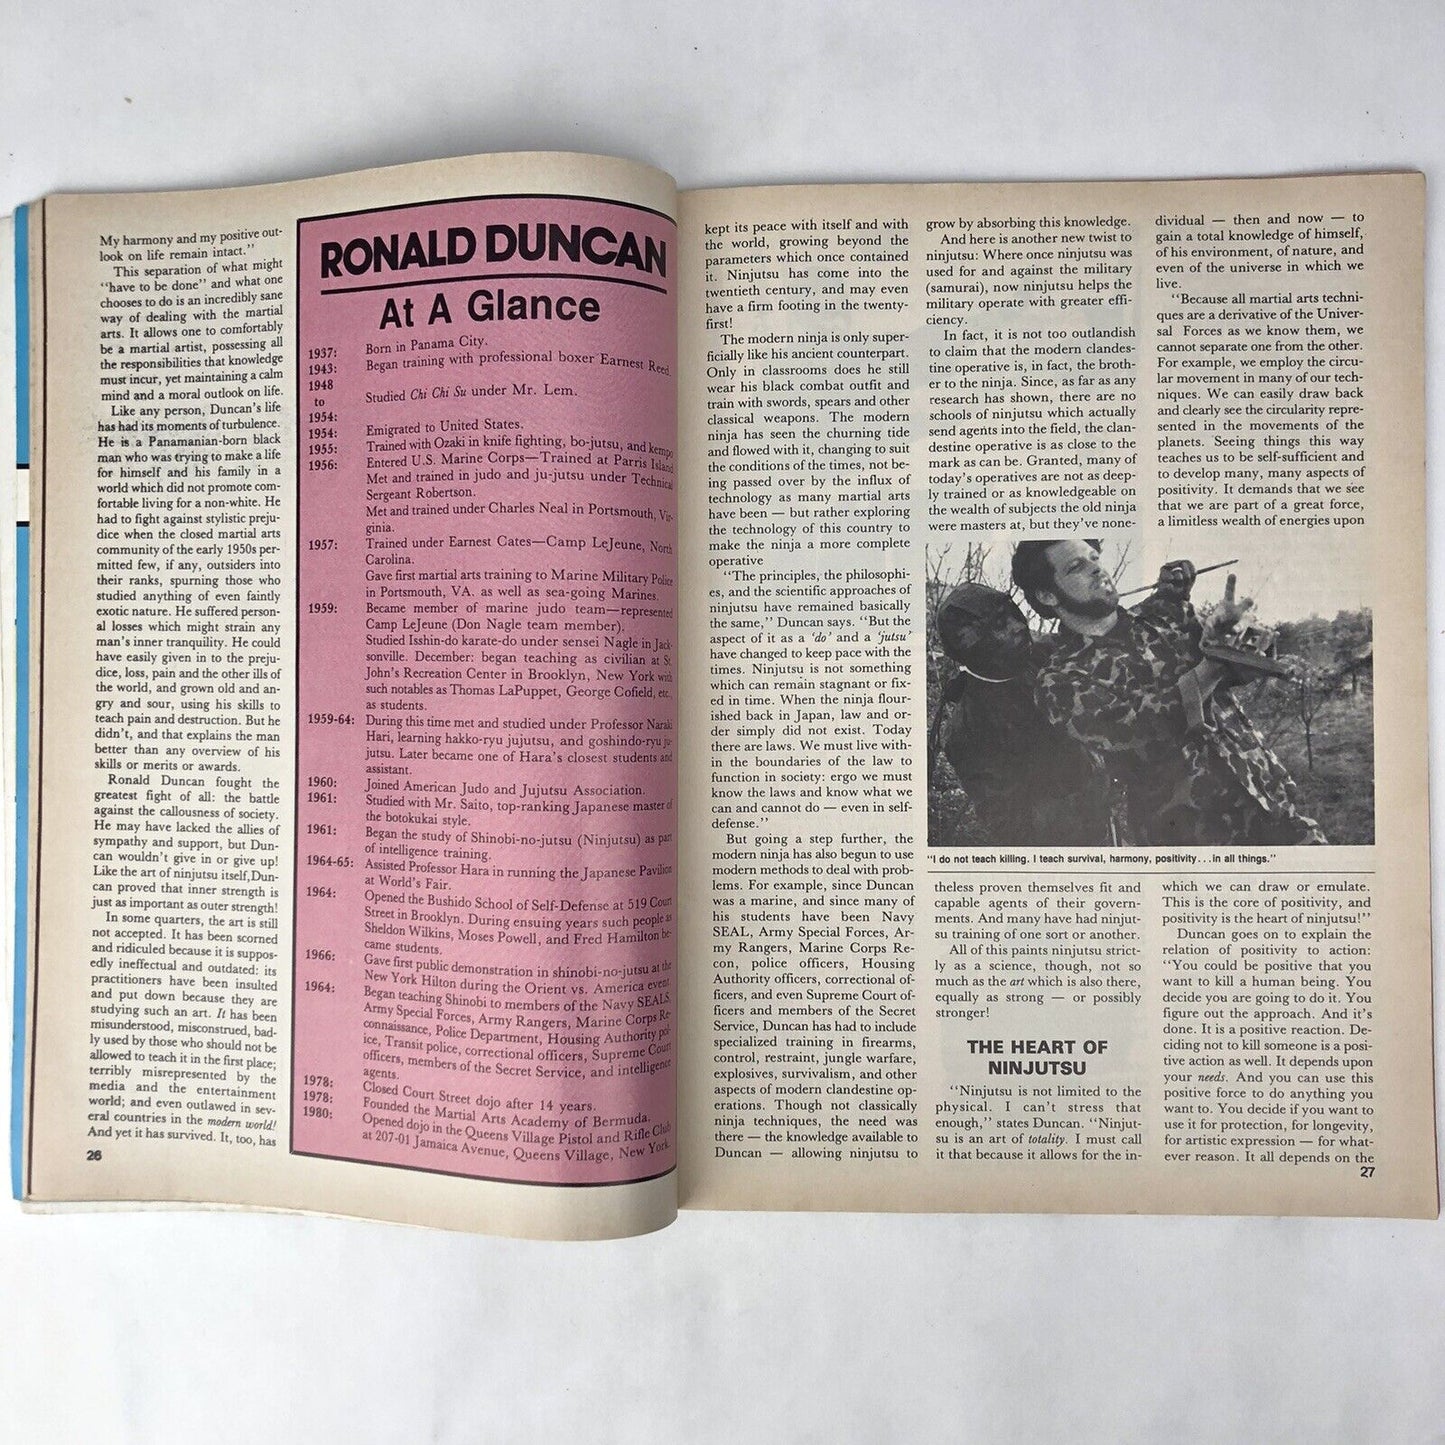 My harmony and my positive out-
look on life remain intact.”
This separation of what might
“have to be done” and what one
chooses to do is an incredibly sane
way of dealing with the martial
arts. It allows one to comfortably
be a martial artist, possessing all
the responsibilities that knowledge
must incur, yet maintaining a calm
mind and a moral outlook on life.
Like any person, Duncan’s life
has had its moments of turbulence.
He is a Panamanian-born black
man who was trying to make a life
for himself and his family in a
world which did not promote com-
fortable living for a non-white. He
had to fight against stylistic preju-
dice when the closed martial arts
community of the early 1950s per-
mitted few, if any, outsiders into
their ranks, spurning those who
studied anything of even faintly
exotic nature. He suffered person-
al losses which might strain any
man’s inner tranquility. He could
have easily given in to the preju-
dice, loss, pain and the other ills of
the world, and grown old and an-
gry and sour, using his skills to
teach pain and destruction. But he
didn’t, and that explains the man
better than any overview of his
skills or merits or awards.
Ronald Duncan fought the
greatest fight of all: the battle
against the callousness of society.
He may have lacked the allies of
sympathy and support, but Dun-
can wouldn’t give in or give up!
Like the art of ninjutsu itself,Dun-
can proved that inner strength is
just as important as outer strength!
In some quarters, the art is still
not accepted. It has been scorned
and ridiculed because it is suppos-
edly ineffectual and outdated: its
practitioners have been insulted
and put down because they are
studying such an art. It has been
misunderstood, misconstrued, bad-
ly used by those who should not be
allowed to teach it in the first place;
terribly misrepresented by the
media and the entertainment
world; and even outlawed in sev-
eral countries in the modern world!
And yet it has survived. It, too, has
26
RONALD DUNCAN
At A Glance
1937: Born in Panama City.
1943: Began training with professional boxer Earnest Reed.
1948
to Studied Chi Chi Su under Mr. Lem.
1954:
1954: Emigrated to United States.
1955: Trained with Ozaki in knife fighting, bo-jutsu, and kempo
1956: Entered U.S. Marine Corps—Trained at Parris Island
Met and trained in judo and ju-jutsu under Technical
Sergeant Robertson.
Met and trained under Charles Neal in Portsmouth, Vir-
ginia.
1957: Trained under Earnest Cates—Camp LeJeune, North
Carolina.
Gave first martial arts training to Marine Military Police
in Portsmouth, VA. as well as sea-going Marines.
1959: Became member of marine judo team—represented
Camp LeJeune (Don Nagle team member).
Studied Isshin-do karate-do under sensei Nagle in Jack-
sonville. December: began teaching as civilian at St.
John’s Recreation Center in Brooklyn, New York with
such notables as Thomas LaPuppet, George Cofield, etc.,
as students.
1959-64: During this time met and studied under Professor Naraki
Hari, learning hakko-ryu jujutsu, and goshindo-ryu ju-
jutsu. Later became one of Hara’s closest students and
assistant.
1960: Joined American Judo and Jujutsu Association.
1961: Studied with Mr. Saito, top-ranking Japanese master of
the botokukai style.
1961: Began the study of Shinobi-no-jutsu (Ninjutsu) as part
of intelligence training.
1964-65: Assisted Professor Hara in running the Japanese Pavilion
at World’s Fair.
1964: Opened the Bushido School of Self-Defense at 519 Court
Street in Brooklyn. During ensuing years such people as
Sheldon Wilkins, Moses Powell, and Fred Hamilton be-
came students.
1966: Gave first public demonstration in shinobi-no-jutsu at the
New York Hilton during the Orient vs. America event.
1964: Began teaching Shinobi to members of the Navy SEALS,
Army Special Forces, Army Rangers, Marine Corps Re-
connaissance, Police Department, Housing Authority pol-
ice, Transit police, correctional officers, Supreme Court
officers, members of the Secret Service, and intelligence
agents.
1978: Closed Court Street dojo after 14 years.
1978: Founded the Martial Arts Academy of Bermuda.
1980: Opened dojo in the Queens Village Pistol and Rifle Club
at 207-01 Jamaica Avenue, Queens Village, New York.
kept its peace with itself and with
the world, growing beyond the
parameters which once contained
it. Ninjutsu has come into the
twentieth century, and may even
have a firm footing in the twenty-
first!
The modern ninja is only super-
ficially like his ancient counterpart.
Only in classrooms does he still
wear his black combat outfit and
train with swords, spears and other
classical weapons. The modern
ninja has seen the churning tide
and flowed with it, changing to suit
the conditions of the times, not be-
ing passed over by the influx of
technology as many martial arts
have been — but rather exploring
the technology of this country to
make the ninja a more complete
operative
“The principles, the philosophi-
es, and the scientific approaches of
ninjutsu have remained basically
the same,” Duncan says. “But the
aspect of it as a ‘do’ and a ‘jutsu’
have changed to keep pace with the
times. Ninjutsu is not something
which can remain stagnant or fix-
ed in time. When the ninja flour-
ished back in Japan, law and or-
der simply did not exist. Today
there are laws. We must live with-
in the boundaries of the law to
function in society: ergo we must
know the laws and know what we
can and cannot do — even in self-
defense.”
But going a step further, the
modern ninja has also begun to use
modern methods to deal with prob-
lems. For example, since Duncan
was a marine, and since many of
his students have been Navy
SEAL, Army Special Forces, Ar-
my Rangers, Marine Corps Re-
con, police officers, Housing
Authority officers, correctional of-
ficers, and even Supreme Court of-
ficers and members of the Secret
Service, Duncan has had to include
specialized training in firearms,
control, restraint, jungle warfare,
explosives, survivalism, and other
aspects of modern clandestine op-
erations. Though not classically
ninja techniques, the need was
there — the knowledge available to
Duncan — allowing ninjutsu to
grow by absorbing this knowledge.
And here is another new twist to
ninjutsu: Where once ninjutsu was
used for and against the military
(samurai), now ninjutsu helps the
military operate with greater effi-
ciency.
In fact, it is not too outlandish
to claim that the modern clandes-
tine operative is, in fact, the broth-
er to the ninja. Since, as far as any
research has shown, there are no
schools of ninjutsu which actually
send agents into the field, the clan-
destine operative is as close to the
mark as can be. Granted, many of
today’s operatives are not as deep-
ly trained or as knowledgeable on
the wealth of subjects the old ninja
were masters at, but they’ve none-
dividual — then and now — to
gain a total knowledge of himself,
of his environment, of nature, and
even of the universe in which we
live.
“Because all martial arts techni-
ques are a derivative of the Univer-
sal Forces as we know them, we
cannot separate one from the other.
For example, we employ the circu-
lar movement in many of our tech-
niques. We can easily draw back
and clearly see the circularity repre-
sented in the movements of the
planets. Seeing things this way
teaches us to be self-sufficient and
to develop many, many aspects of
positivity. It demands that we see
that we are part of a great force,
a limitless wealth of energies upon
“I do not teach killing. I teach survival, harmony, positivity...in all things.”
theless proven themselves fit and
capable agents of their govern-
ments. And many have had ninjut-
su training of one sort or another.
All of this paints ninjutsu strict-
ly as a science, though, not so
much as the art which is also there,
equally as strong — or possibly
stronger!
THE HEART OF
NINJUTSU
“Ninjutsu is not limited to the
physical. I can’t stress that
enough,” states Duncan. “Ninjut-
su is an art of totality. I must call
it that because it allows for the in-
which we can draw or emulate.
This is the core of positivity, and
positivity is the heart of ninjutsu!”
Duncan goes on to explain the
relation of positivity to action:
“You could be positive that you
want to kill a human being. You
decide you are going to do it. You
figure out the approach. And it’s
done. It is a positive reaction. De-
ciding not to kill someone is a posi-
tive action as well. It depends upon
your needs. And you can use this
positive force to do anything you
want to. You decide if you want to
use it for protection, for longevity,
for artistic expression — for what-
ever reason. It all depends on the
27